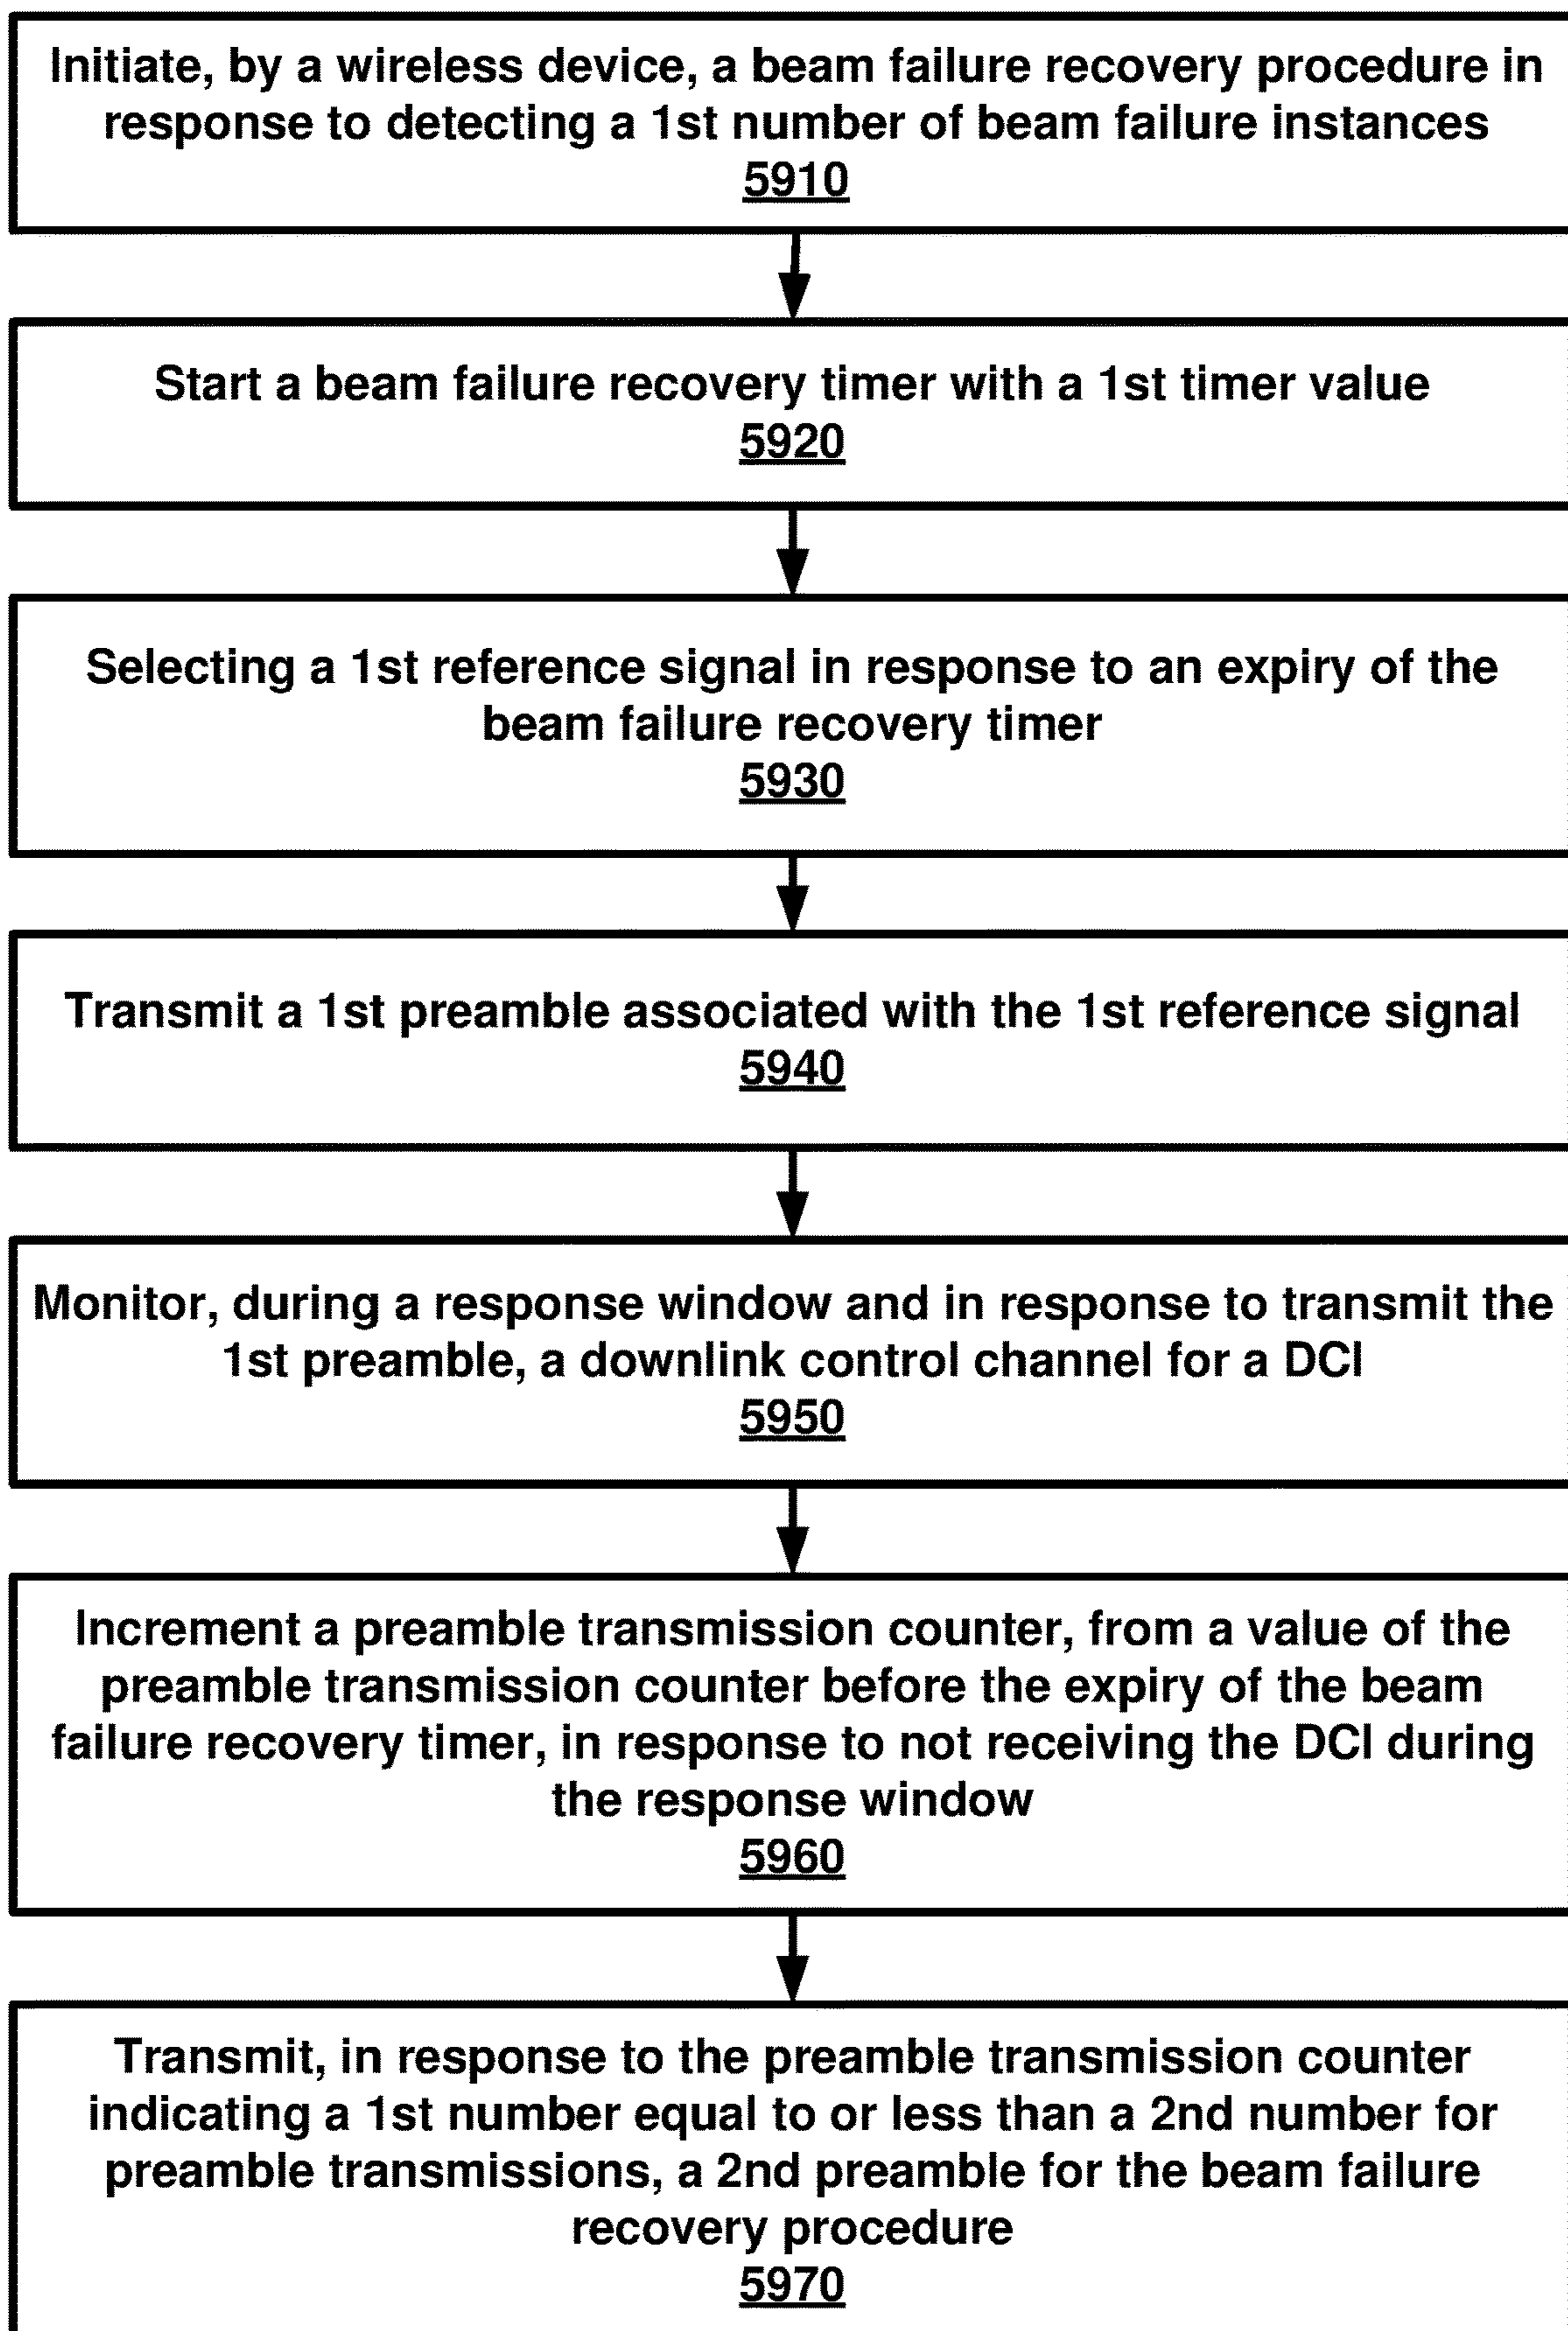 Initiate, by a wireless device, a beam failure recovery procedure in
response to detecting a 1st number of beam failure instances
5910
Start a beam failure recovery timer with a 1st timer value
5920
Selecting a 1st reference signal in response to an expiry of the
beam failure recovery timer
5930
Transmit a 1st preamble associated with the 1st reference signal
5940
Monitor, during a response window and in response to transmit the
1st preamble, a downlink control channel for a DCI
5950
Increment a preamble transmission counter, from a value of the
preamble transmission counter before the expiry of the beam
failure recovery timer, in response to not receiving the DCI during
the response window
5960
Transmit, in response to the preamble transmission counter
indicating a 1st number equal to or less than a 2nd number for
preamble transmissions, a 2nd preamble for the beam failure
recovery procedure
5970